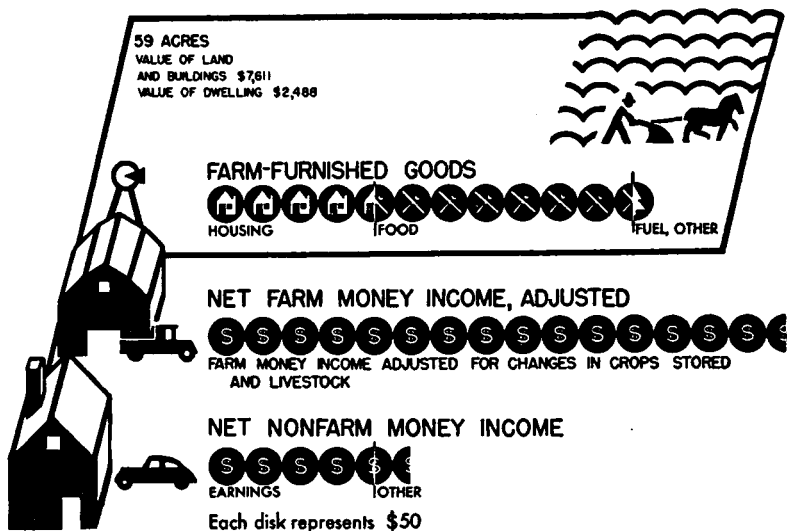 59 ACRES
VALUE OF LAND
AND BUILDINGS $7,611
VALUE OF DWELLING $2,488
FARM-FURNISHED GOODS
HOUSING FOOD FUEL, OTHER
NET FARM MONEY INCOME, ADJUSTED
$ $ $ $ $ $ $ $ $ $ $ $ $ $ $
FARM MONEY INCOME ADJUSTED FOR CHANGES IN CROPS STORED
AND LIVESTOCK
NET NONFARM MONEY INCOME
$ $ $ $ $ $
EARNINGS OTHER
Each disk represents $50